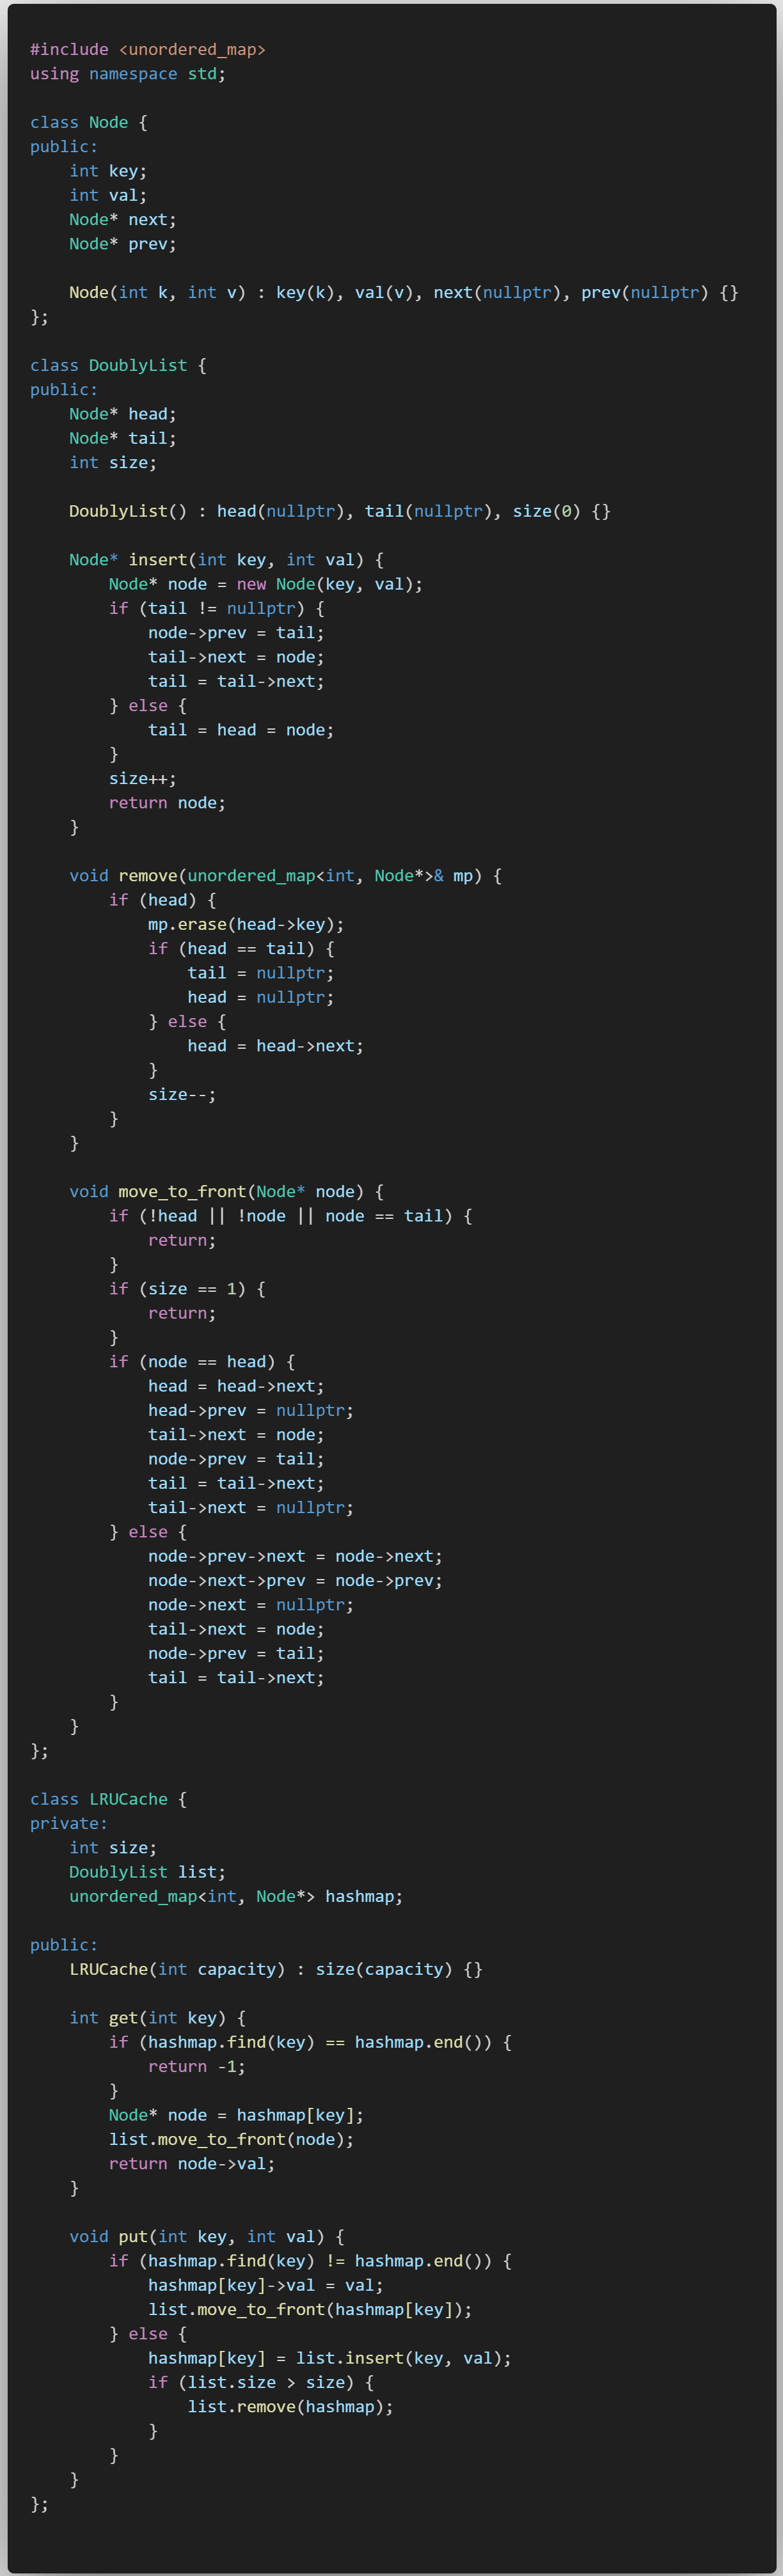 #include <unordered_map>
using namespace std;

class Node {
public:
    int key;
    int val;
    Node* next;
    Node* prev;

    Node(int k, int v) : key(k), val(v), next(nullptr), prev(nullptr) {}
};

class DoublyList {
public:
    Node* head;
    Node* tail;
    int size;

    DoublyList() : head(nullptr), tail(nullptr), size(0) {}

    Node* insert(int key, int val) {
        Node* node = new Node(key, val);
        if (tail != nullptr) {
            node->prev = tail;
            tail->next = node;
            tail = tail->next;
        } else {
            tail = head = node;
        }
        size++;
        return node;
    }

    void remove(unordered_map<int, Node*>& mp) {
        if (head) {
            mp.erase(head->key);
            if (head == tail) {
                tail = nullptr;
                head = nullptr;
            } else {
                head = head->next;
            }
            size--;
        }
    }

    void move_to_front(Node* node) {
        if (!head || !node || node == tail) {
            return;
        }
        if (size == 1) {
            return;
        }
        if (node == head) {
            head = head->next;
            head->prev = nullptr;
            tail->next = node;
            node->prev = tail;
            tail = tail->next;
            tail->next = nullptr;
        } else {
            node->prev->next = node->next;
            node->next->prev = node->prev;
            node->next = nullptr;
            tail->next = node;
            node->prev = tail;
            tail = tail->next;
        }
    }
};

class LRUCache {
private:
    int size;
    DoublyList list;
    unordered_map<int, Node*> hashmap;

public:
    LRUCache(int capacity) : size(capacity) {}

    int get(int key) {
        if (hashmap.find(key) == hashmap.end()) {
            return -1;
        }
        Node* node = hashmap[key];
        list.move_to_front(node);
        return node->val;
    }

    void put(int key, int val) {
        if (hashmap.find(key) != hashmap.end()) {
            hashmap[key]->val = val;
            list.move_to_front(hashmap[key]);
        } else {
            hashmap[key] = list.insert(key, val);
            if (list.size > size) {
                list.remove(hashmap);
            }
        }
    }
};